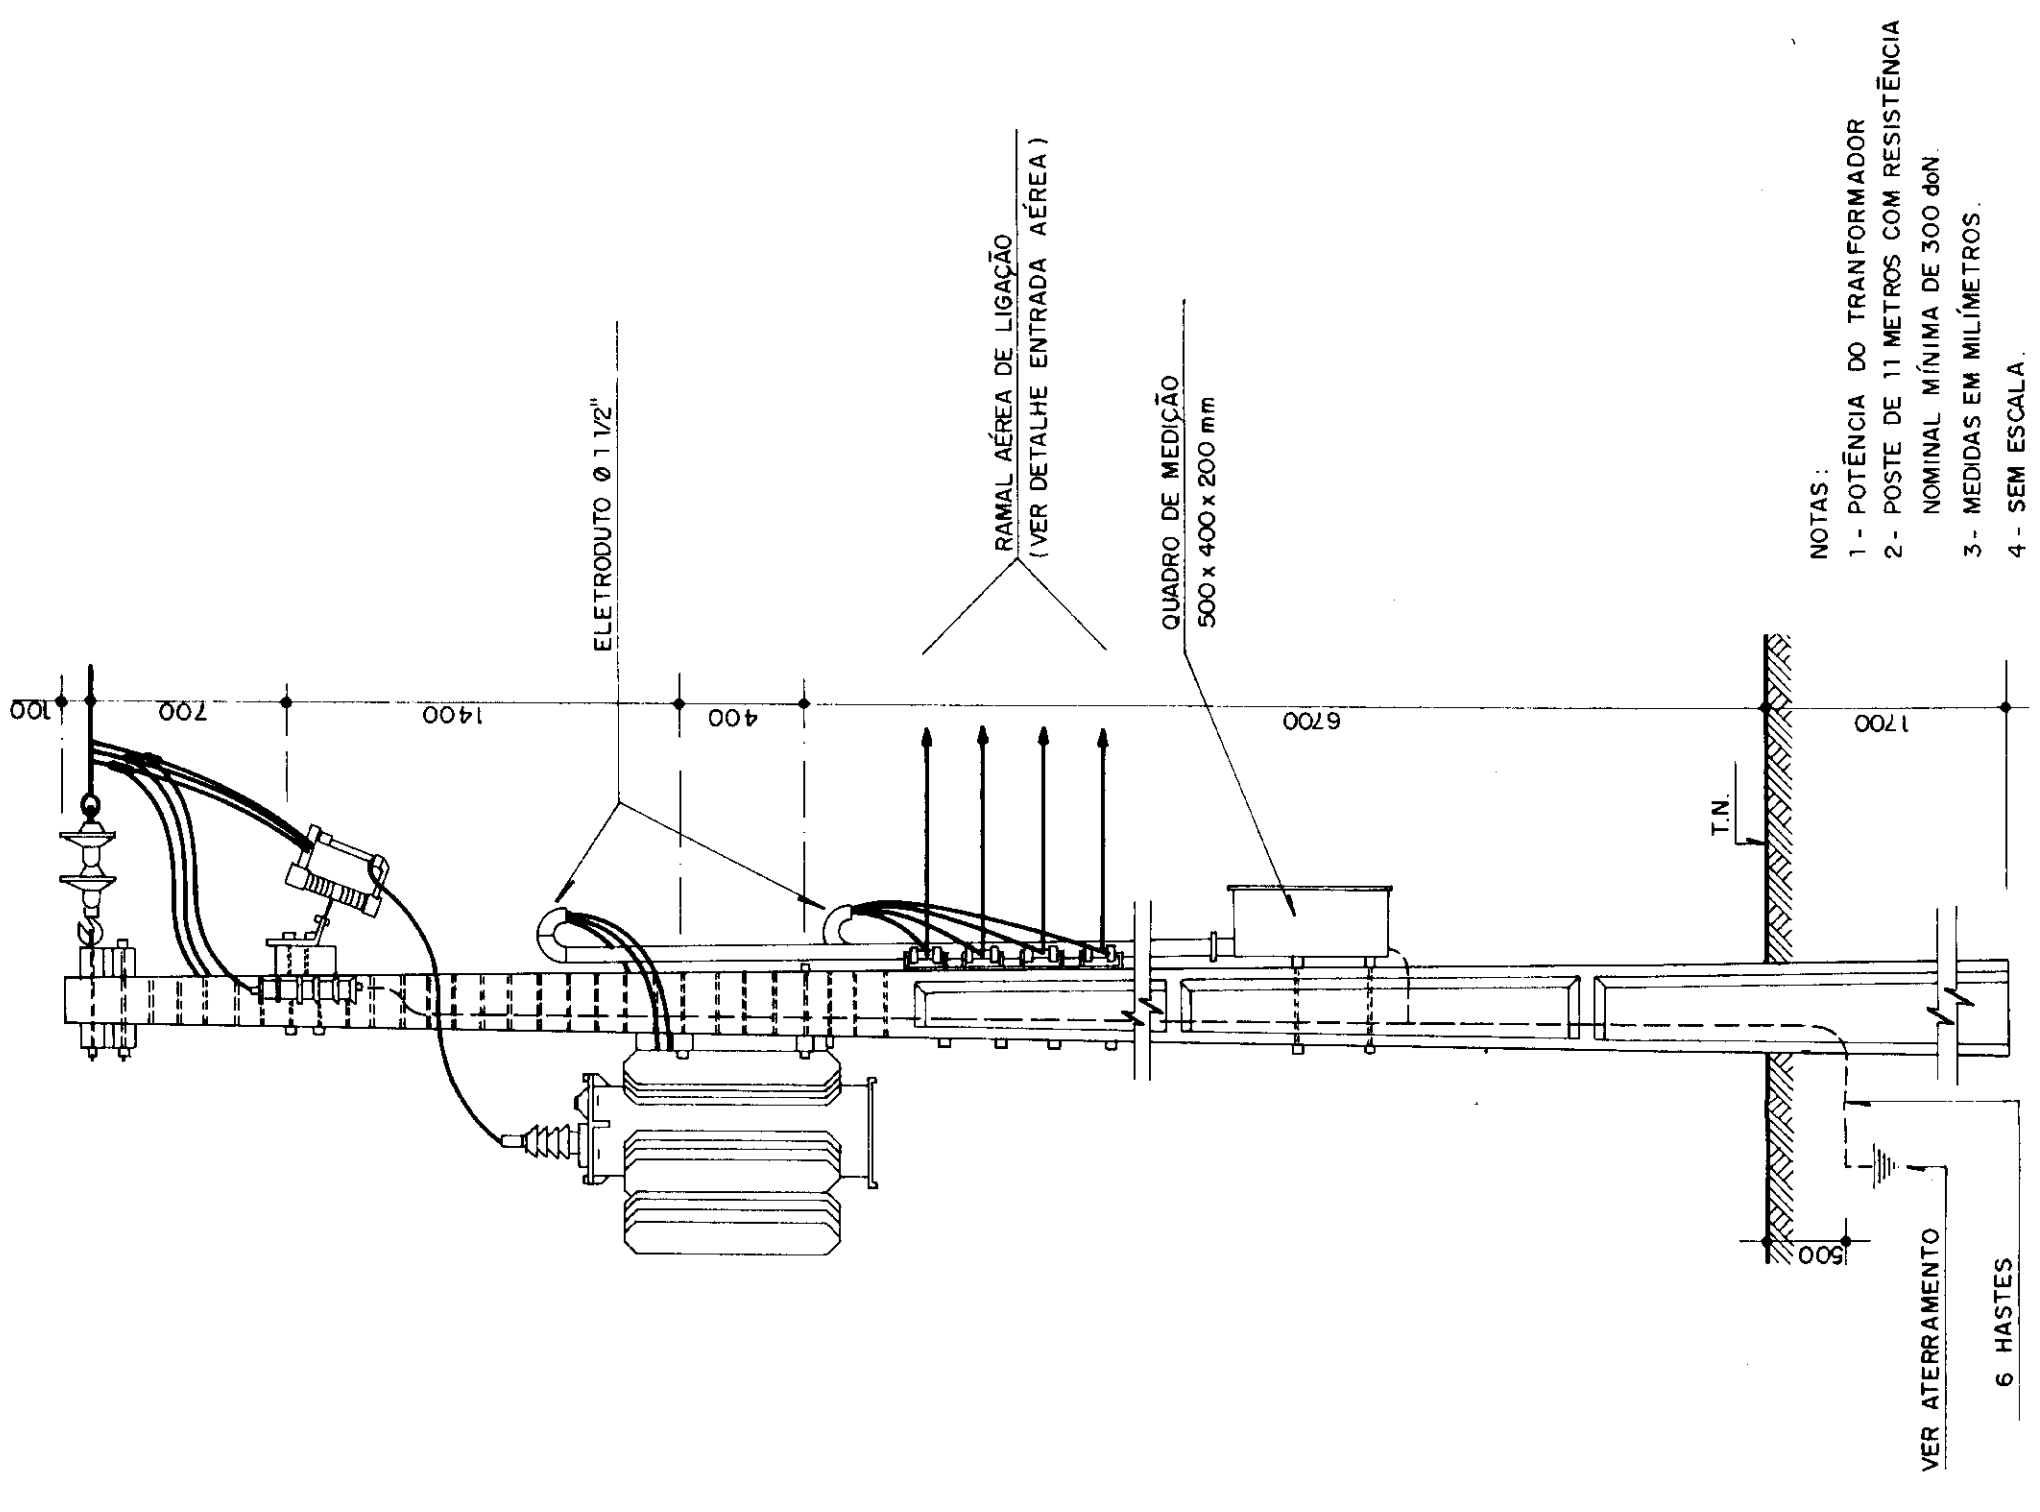 100
700
1400
400
6700
1700
ELETRODUTO Ø 1 1/2"
RAMAL AÉREA DE LIGAÇÃO
(VER DETALHE ENTRADA AÉREA)
QUADRO DE MEDIÇÃO
500 x 400 x 200 mm
T.N.
500
VER ATERRAMENTO
6 HASTES
NOTAS:
1 - POTÊNCIA DO TRANFORMADOR
2 - POSTE DE 11 METROS COM RESISTÊNCIA
NOMINAL MÍNIMA DE 300 daN.
3 - MEDIDAS EM MILÍMETROS.
4 - SEM ESCALA.